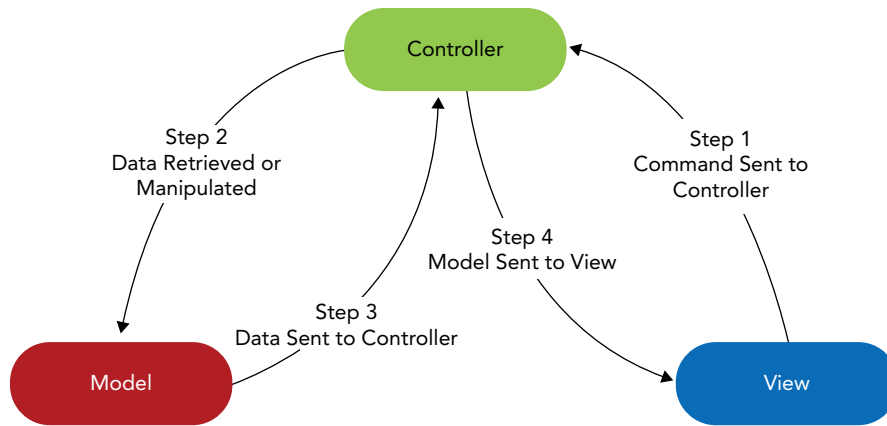 Controller
Step 2
Data Retrieved or
Manipulated
Step 1
Command Sent to
Controller
Step 4
Model Sent to View
Step 3
Data Sent to Controller
Model
View